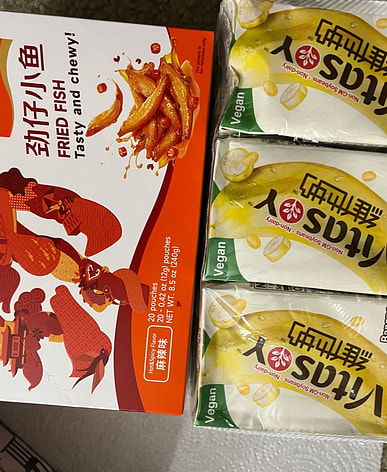 劲仔小鱼
FRIED FISH
Tasty and chewy!
20 pouches
20 - 0.42 oz (12g) pouches
NET WT. 8.5 oz (240g)
Hot&Spicy Flavor
麻辣味
Vegan
維他奶
VITASOY
Non-GM Soybeans · Non-dairy
Vegan
維他奶
VITASOY
Non-GM Soybeans · Non-dairy
Vegan
維他奶
VITASOY
Non-GM Soybeans · Non-dairy